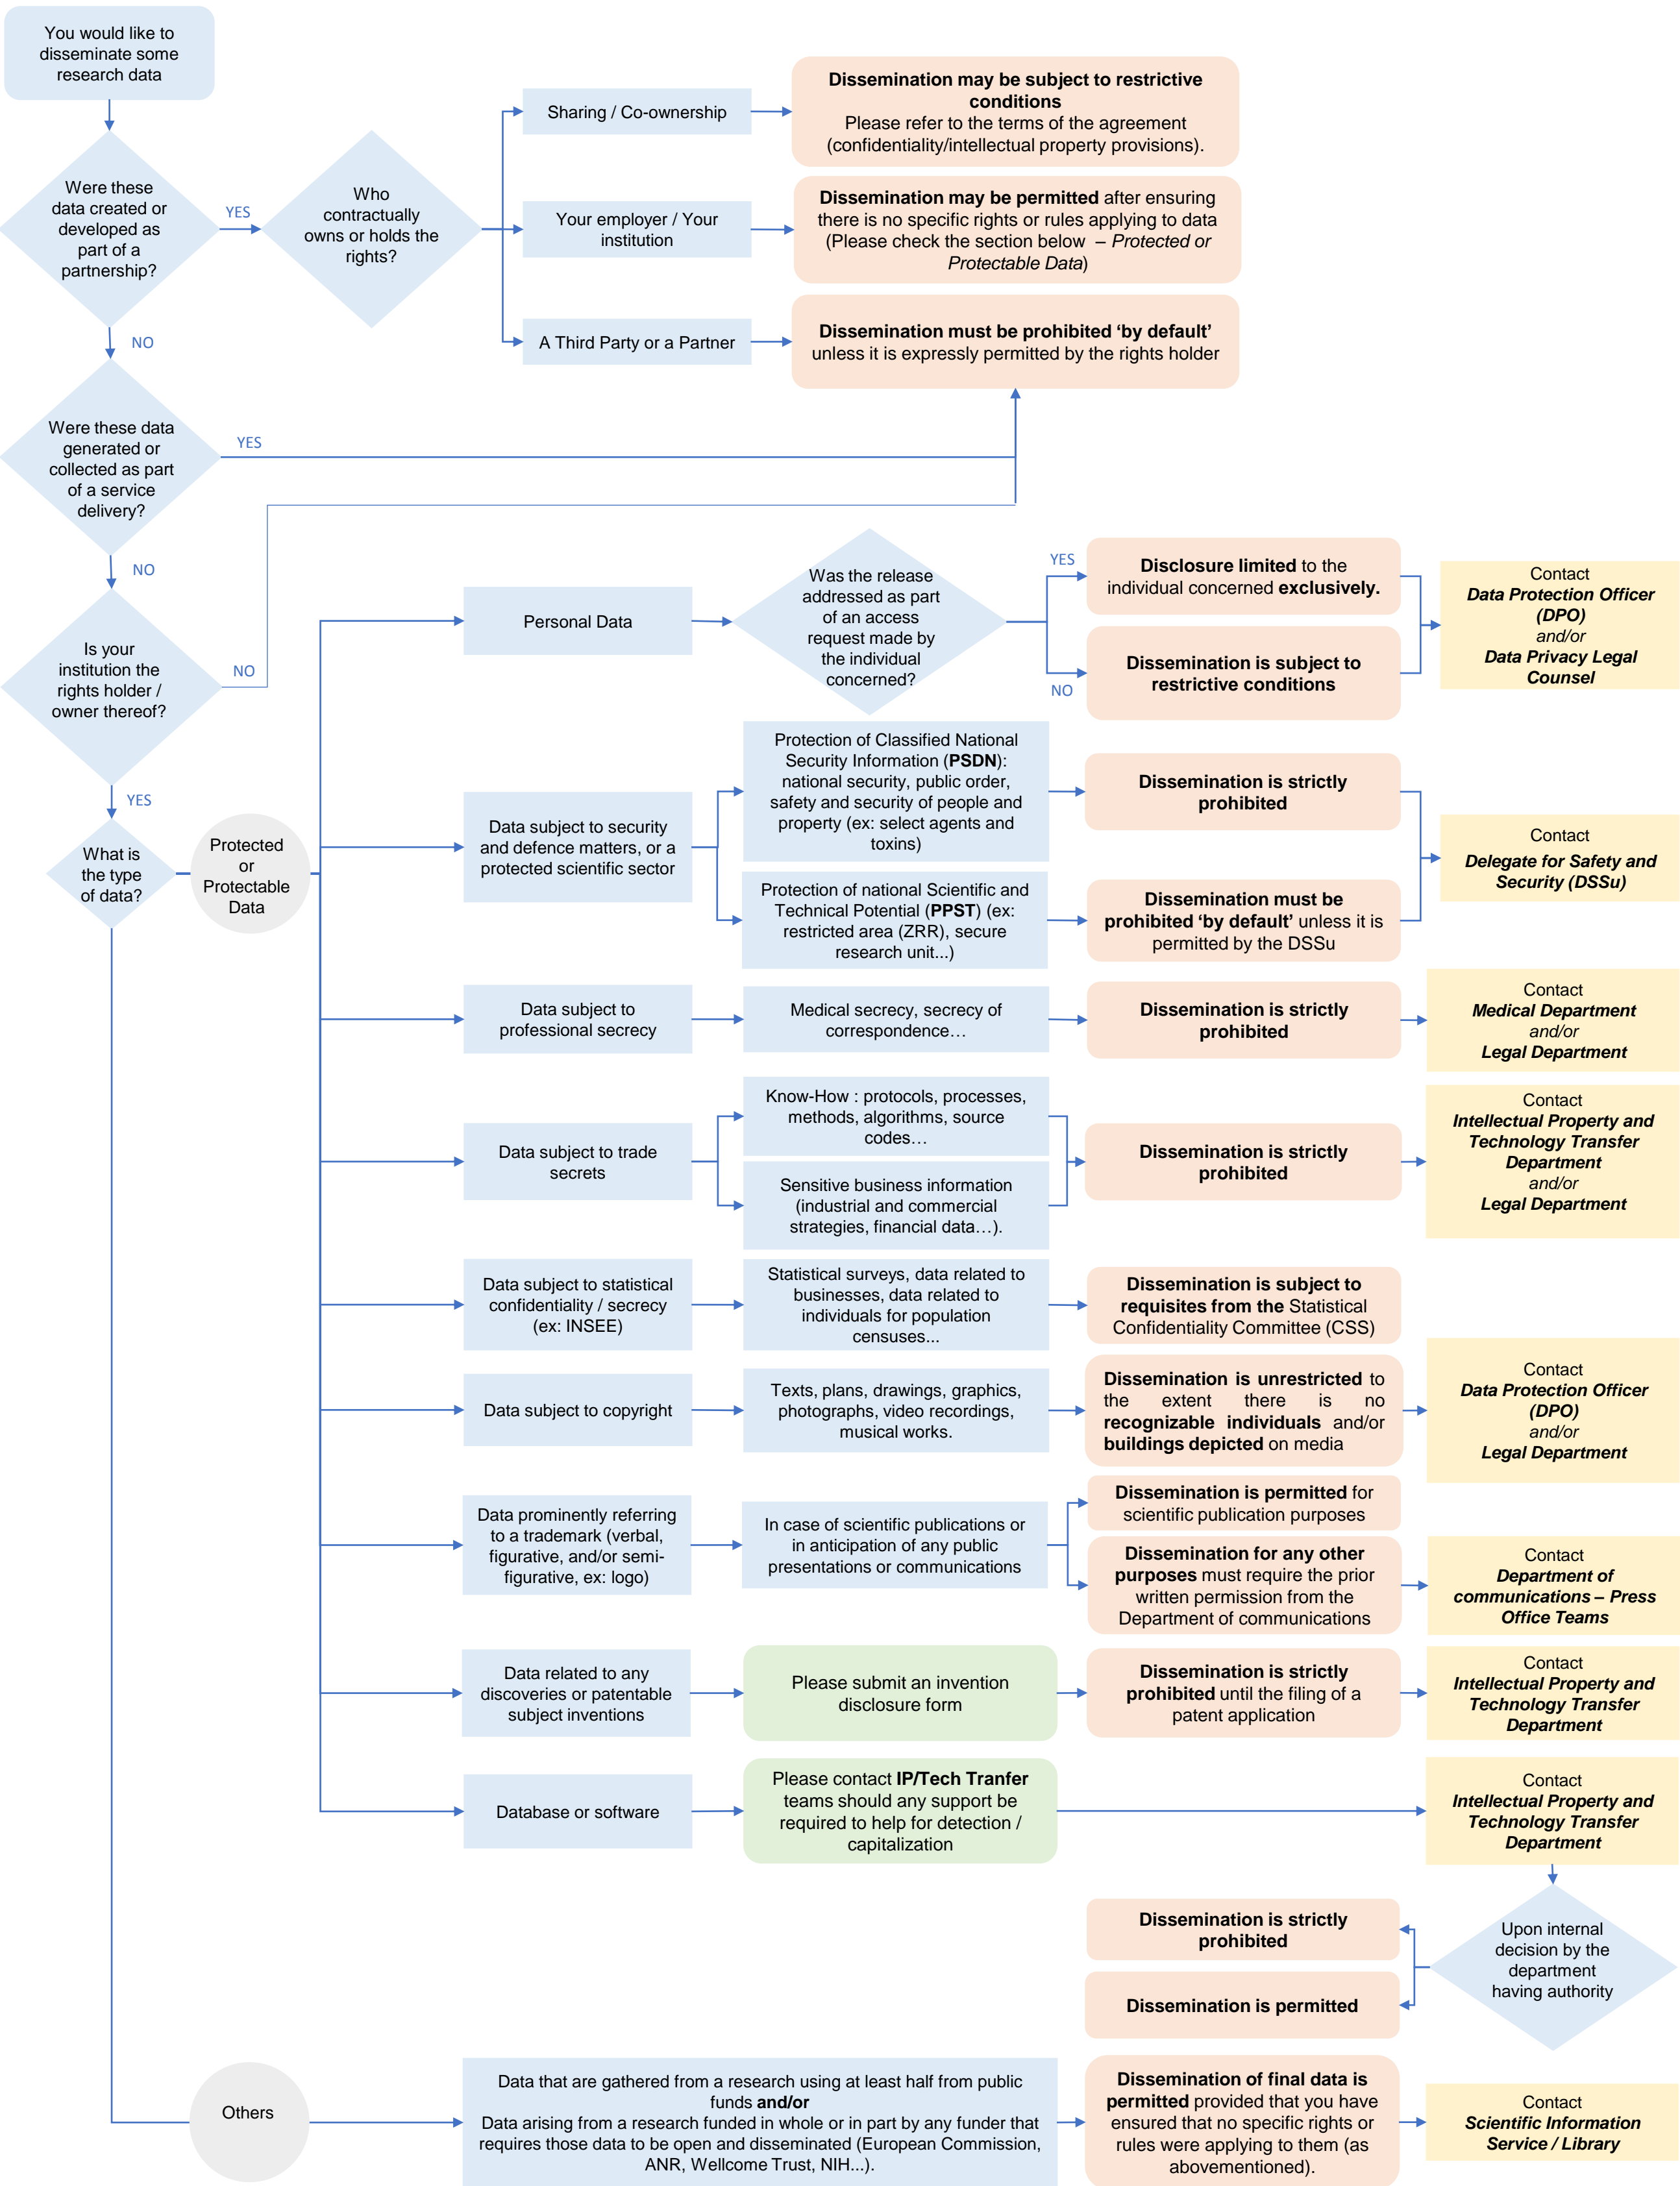 You would like to
disseminate some
research data
Were these
data created or
developed as
part of a
partnership?
YES
Who
contractually
owns or holds the
rights?
Sharing / Co-ownership
Dissemination may be subject to restrictive
conditions
Please refer to the terms of the agreement
(confidentiality/intellectual property provisions).
Your employer / Your
institution
Dissemination may be permitted after ensuring
there is no specific rights or rules applying to data
(Please check the section below – Protected or
Protectable Data)
A Third Party or a Partner
Dissemination must be prohibited ‘by default’
unless it is expressly permitted by the rights holder
NO
Were these data
generated or
collected as part
of a service
delivery?
YES
NO
Is your
institution the
rights holder /
owner thereof?
NO
YES
What is
the type
of data?
Protected
or
Protectable
Data
Personal Data
Was the release
addressed as part
of an access
request made by
the individual
concerned?
YES
Disclosure limited to the
individual concerned exclusively.
NO
Dissemination is subject to
restrictive conditions
Contact
Data Protection Officer
(DPO)
and/or
Data Privacy Legal
Counsel
Data subject to security
and defence matters, or a
protected scientific sector
Protection of Classified National
Security Information (PSDN):
national security, public order,
safety and security of people and
property (ex: select agents and
toxins)
Dissemination is strictly
prohibited
Protection of national Scientific and
Technical Potential (PPST) (ex:
restricted area (ZRR), secure
research unit...)
Dissemination must be
prohibited ‘by default’ unless it is
permitted by the DSSu
Contact
Delegate for Safety and
Security (DSSu)
Data subject to
professional secrecy
Medical secrecy, secrecy of
correspondence…
Dissemination is strictly
prohibited
Contact
Medical Department
and/or
Legal Department
Data subject to trade
secrets
Know-How : protocols, processes,
methods, algorithms, source
codes…
Sensitive business information
(industrial and commercial
strategies, financial data…).
Dissemination is strictly
prohibited
Contact
Intellectual Property and
Technology Transfer
Department
and/or
Legal Department
Data subject to statistical
confidentiality / secrecy
(ex: INSEE)
Statistical surveys, data related to
businesses, data related to
individuals for population
censuses...
Dissemination is subject to
requisites from the Statistical
Confidentiality Committee (CSS)
Data subject to copyright
Texts, plans, drawings, graphics,
photographs, video recordings,
musical works.
Dissemination is unrestricted to
the extent there is no
recognizable individuals and/or
buildings depicted on media
Contact
Data Protection Officer
(DPO)
and/or
Legal Department
Data prominently referring
to a trademark (verbal,
figurative, and/or semi-
figurative, ex: logo)
In case of scientific publications or
in anticipation of any public
presentations or communications
Dissemination is permitted for
scientific publication purposes
Dissemination for any other
purposes must require the prior
written permission from the
Department of communications
Contact
Department of
communications – Press
Office Teams
Data related to any
discoveries or patentable
subject inventions
Please submit an invention
disclosure form
Dissemination is strictly
prohibited until the filing of a
patent application
Contact
Intellectual Property and
Technology Transfer
Department
Database or software
Please contact IP/Tech Tranfer
teams should any support be
required to help for detection /
capitalization
Contact
Intellectual Property and
Technology Transfer
Department
Upon internal
decision by the
department
having authority
Dissemination is strictly
prohibited
Dissemination is permitted
Others
Data that are gathered from a research using at least half from public
funds and/or
Data arising from a research funded in whole or in part by any funder that
requires those data to be open and disseminated (European Commission,
ANR, Wellcome Trust, NIH...).
Dissemination of final data is
permitted provided that you have
ensured that no specific rights or
rules were applying to them (as
abovementioned).
Contact
Scientific Information
Service / Library